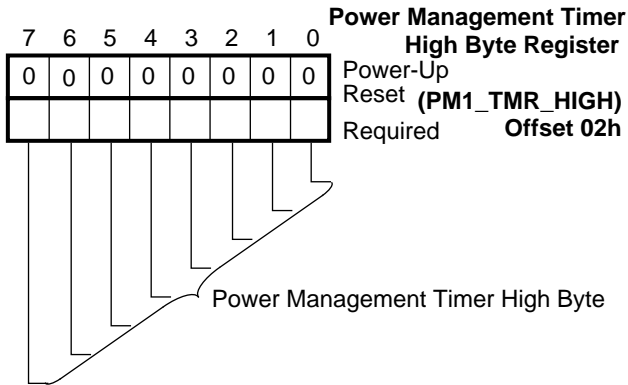 Power Management Timer
High Byte Register
(PM1_TMR_HIGH)
Offset 02h
7 6 5 4 3 2 1 0
0 0 0 0 0 0 0 0
Power-Up
Reset
Required
Power Management Timer High Byte